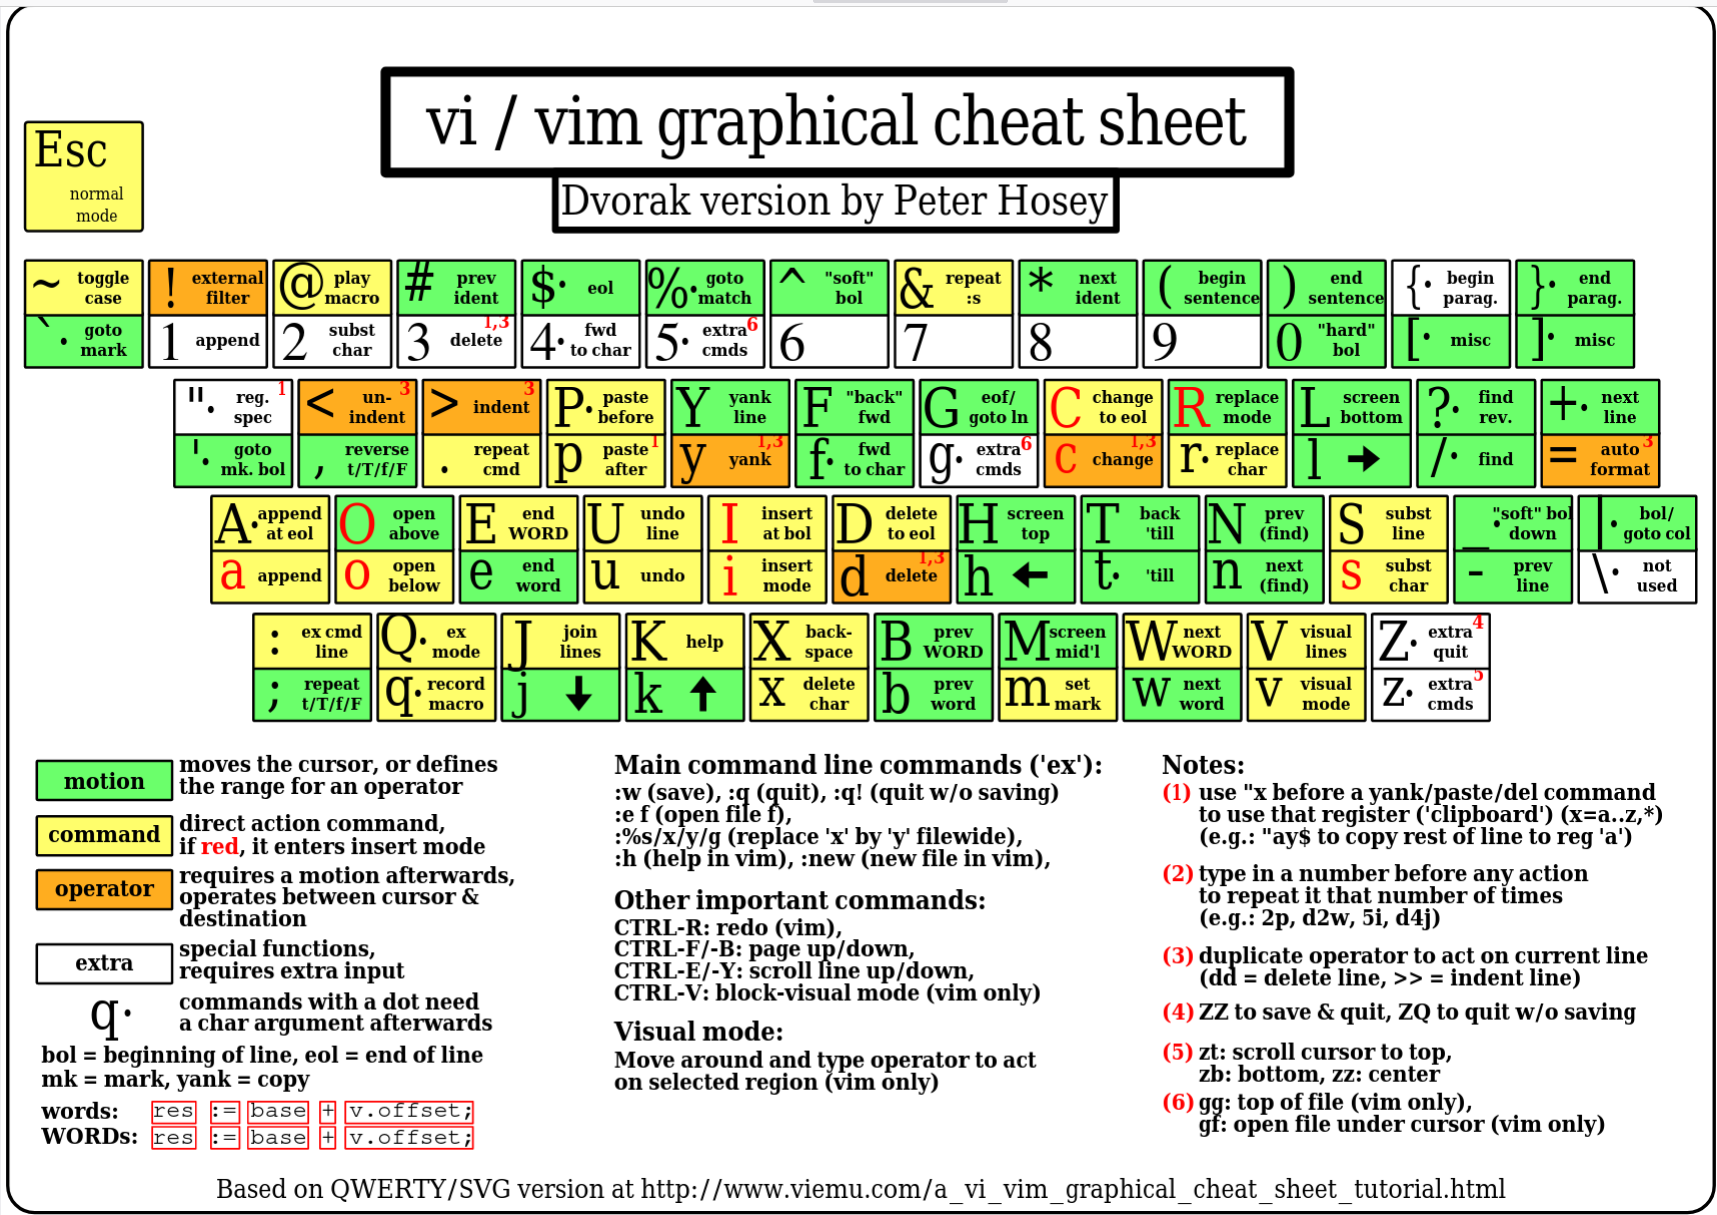 vi / vim graphical cheat sheet
Dvorak version by Peter Hosey
Esc
normal
mode
~ toggle case
! external filter
@ play macro
# prev ident
$· eol
%· goto match
^ "soft" bol
& repeat :s
* next ident
( begin sentence
) end sentence
{· begin parag.
}· end parag.
`· goto mark
1 append
2 subst char
3 delete 1,3
4· fwd to char
5· extra cmds 6
6
7
8
9
0 "hard" bol
[· misc
]· misc
"· reg. spec 1
< un-indent 3
> indent 3
P· paste before
Y yank line
F "back" fwd
G eof/ goto ln
C change to eol
R replace mode
L screen bottom
?· find rev.
+· next line
'· goto mk. bol
, reverse t/T/f/F
. repeat cmd
p paste after 1
y yank 1,3
f· fwd to char
g· extra cmds 6
c change 1,3
r· replace char
l →
/· find
= auto format 3
A· append at eol
O open above
E end WORD
U undo line
I insert at bol
D delete to eol
H screen top
T back 'till
N prev (find)
S subst line
_· "soft" bol down
|· bol/ goto col
a append
o open below
e end word
u undo
i insert mode
d delete 1,3
h ←
t· 'till
n next (find)
s subst char
- prev line
\· not used
: ex cmd line
Q· ex mode
J join lines
K help
X back-space
B prev WORD
M screen mid'l
W next WORD
V visual lines
Z· extra quit 4
; repeat t/T/f/F
q· record macro
j ↓
k ↑
x delete char
b prev word
m set mark
w next word
v visual mode
z· extra cmds 5
motion
moves the cursor, or defines
the range for an operator
command
direct action command,
if red, it enters insert mode
operator
requires a motion afterwards,
operates between cursor &
destination
extra
special functions,
requires extra input
q·
commands with a dot need
a char argument afterwards
bol = beginning of line, eol = end of line
mk = mark, yank = copy
words: res := base + v.offset;
WORDs: res := base + v.offset;
Main command line commands ('ex'):
:w (save), :q (quit), :q! (quit w/o saving)
:e f (open file f),
:%s/x/y/g (replace 'x' by 'y' filewide),
:h (help in vim), :new (new file in vim),
Other important commands:
CTRL-R: redo (vim),
CTRL-F/-B: page up/down,
CTRL-E/-Y: scroll line up/down,
CTRL-V: block-visual mode (vim only)
Visual mode:
Move around and type operator to act
on selected region (vim only)
Notes:
(1) use "x before a yank/paste/del command
to use that register ('clipboard') (x=a..z,*)
(e.g.: "ay$ to copy rest of line to reg 'a')
(2) type in a number before any action
to repeat it that number of times
(e.g.: 2p, d2w, 5i, d4j)
(3) duplicate operator to act on current line
(dd = delete line, >> = indent line)
(4) ZZ to save & quit, ZQ to quit w/o saving
(5) zt: scroll cursor to top,
zb: bottom, zz: center
(6) gg: top of file (vim only),
gf: open file under cursor (vim only)
Based on QWERTY/SVG version at http://www.viemu.com/a_vi_vim_graphical_cheat_sheet_tutorial.html